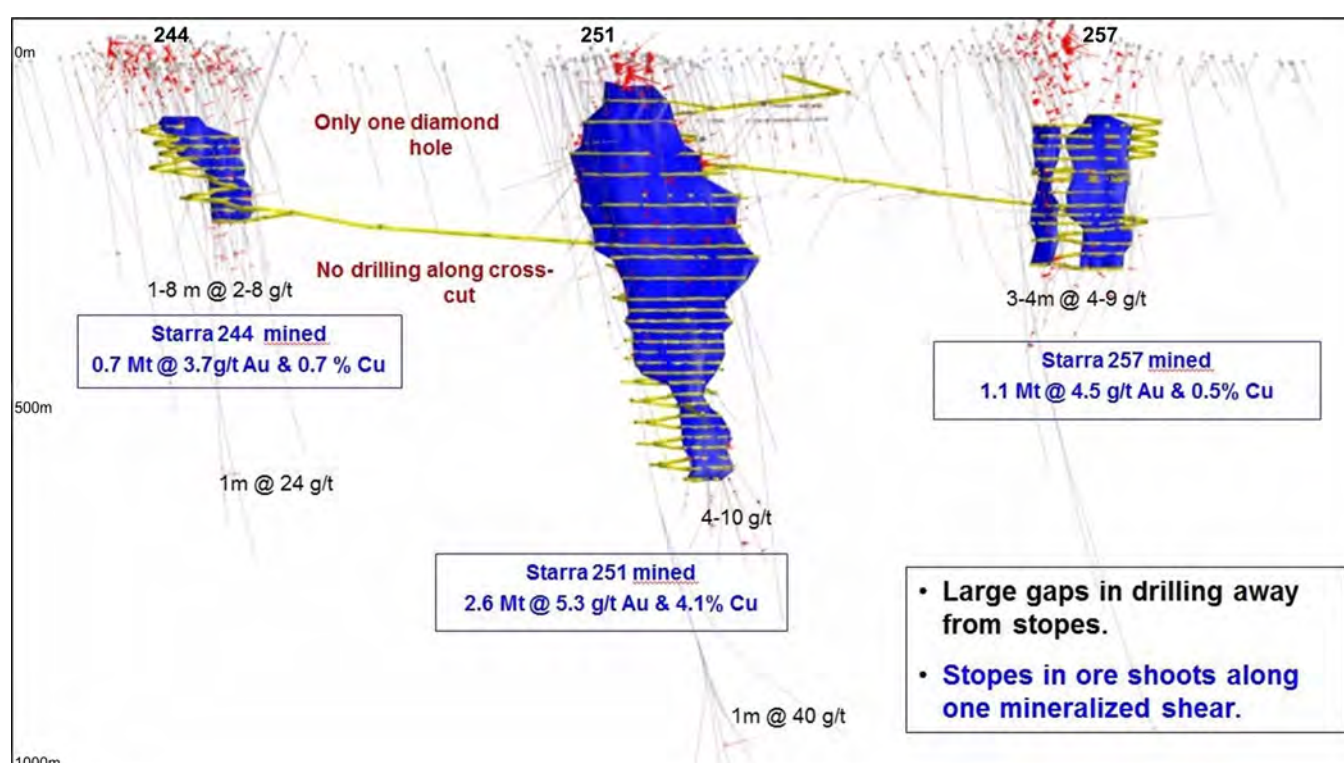 244
251
257
0m
Only one diamond
hole
No drilling along cross-
cut
1-8 m @ 2-8 g/t
3-4m @ 4-9 g/t
Starra 244 mined
0.7 Mt @ 3.7g/t Au & 0.7 % Cu
Starra 257 mined
1.1 Mt @ 4.5 g/t Au & 0.5% Cu
500m
1m @ 24 g/t
4-10 g/t
Starra 251 mined
2.6 Mt @ 5.3 g/t Au & 4.1% Cu
• Large gaps in drilling away
from stopes.
• Stopes in ore shoots along
one mineralized shear.
1m @ 40 g/t
1000m